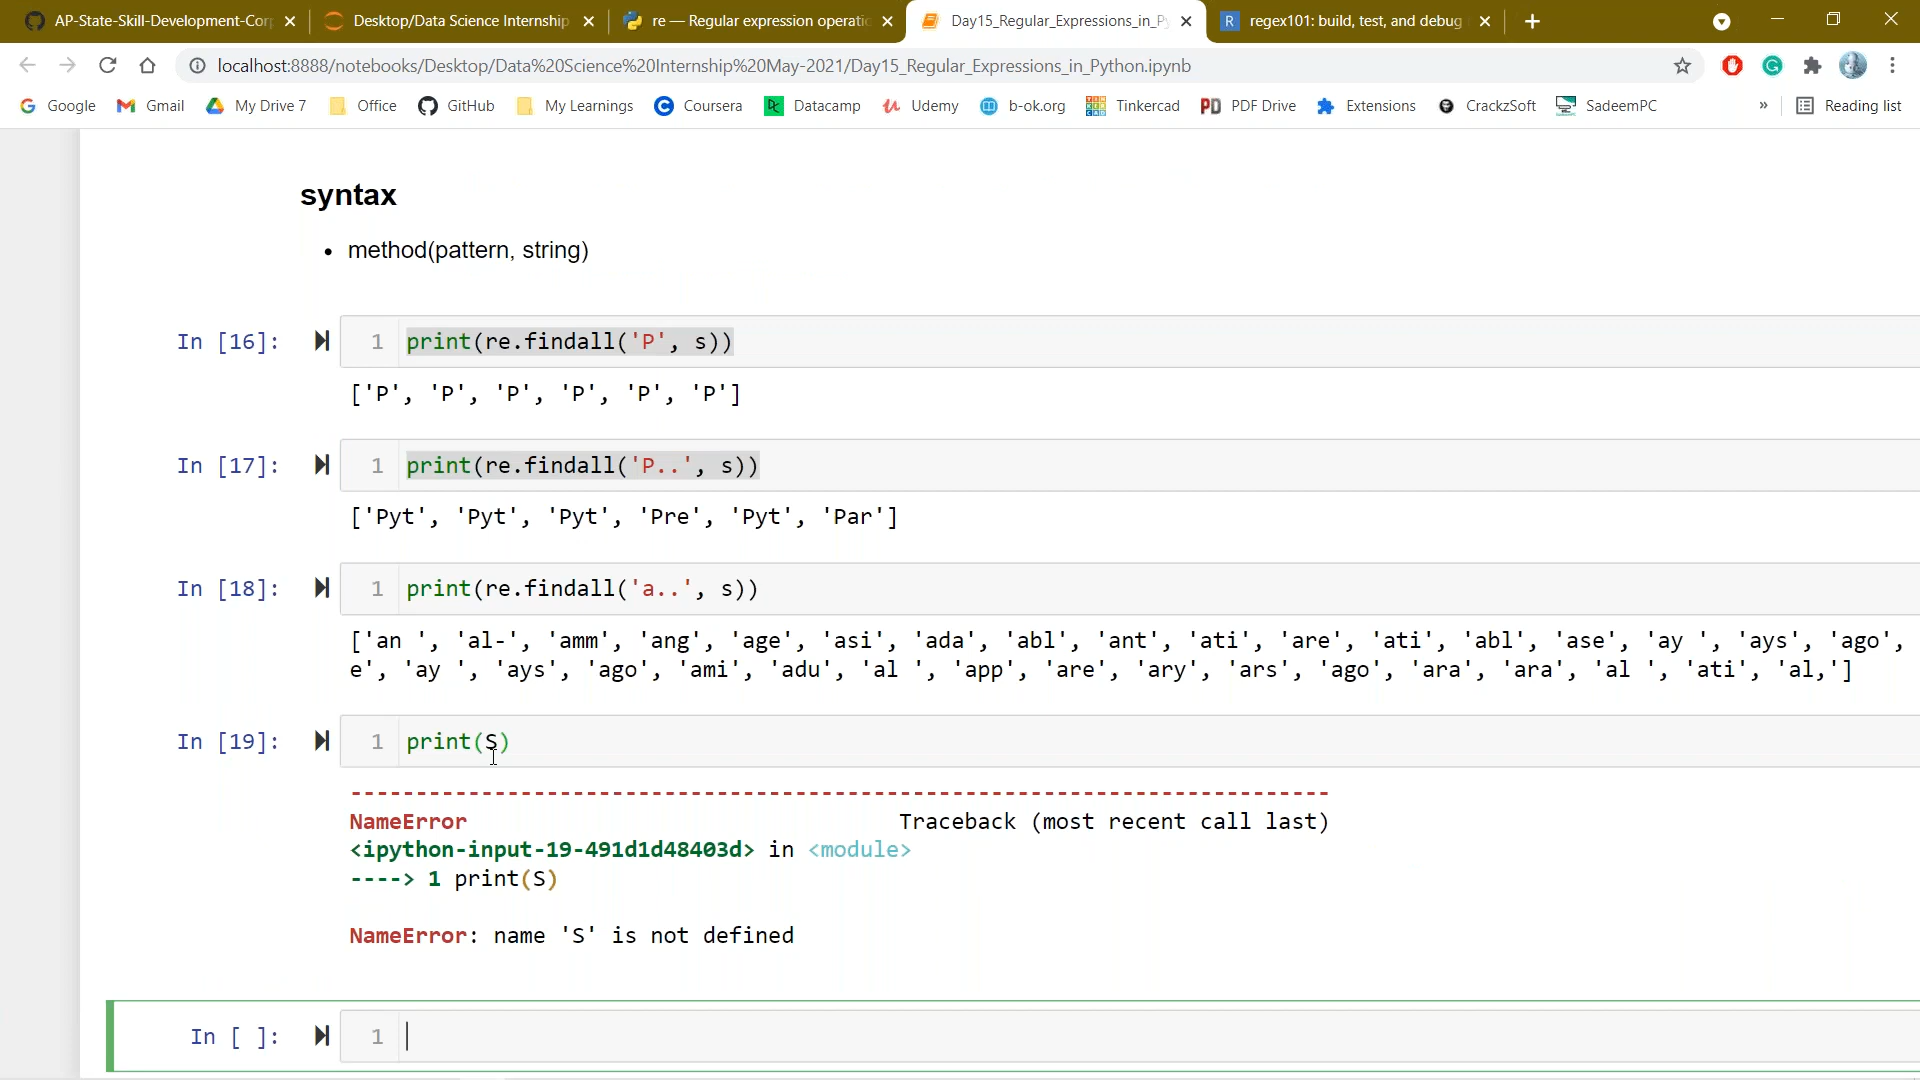 AP-State-Skill-Development-Cor
Desktop/Data Science Internship
re — Regular expression operatio
Day15_Regular_Expressions_in_P
regex101: build, test, and debug
localhost:8888/notebooks/Desktop/Data%20Science%20Internship%20May-2021/Day15_Regular_Expressions_in_Python.ipynb
Google Gmail My Drive 7 Office GitHub My Learnings Coursera Datacamp Udemy b-ok.org Tinkercad PDF Drive Extensions CrackzSoft SadeemPC » Reading list
syntax
• method(pattern, string)
In [16]: 1 print(re.findall('P', s))
['P', 'P', 'P', 'P', 'P', 'P']
In [17]: 1 print(re.findall('P..', s))
['Pyt', 'Pyt', 'Pyt', 'Pre', 'Pyt', 'Par']
In [18]: 1 print(re.findall('a..', s))
['an ', 'al-', 'amm', 'ang', 'age', 'asi', 'ada', 'abl', 'ant', 'ati', 'are', 'ati', 'abl', 'ase', 'ay ', 'ays', 'ago',
e', 'ay ', 'ays', 'ago', 'ami', 'adu', 'al ', 'app', 'are', 'ary', 'ars', 'ago', 'ara', 'ara', 'al ', 'ati', 'al,']
In [19]: 1 print(S)
---------------------------------------------------------------------------
NameError Traceback (most recent call last)
<ipython-input-19-491d1d48403d> in <module>
----> 1 print(S)
NameError: name 'S' is not defined
In [ ]: 1